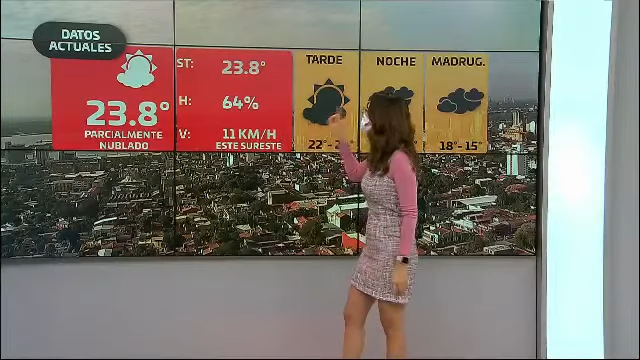 DATOS
ACTUALES
23.8°
PARCIALMENTE
NUBLADO
ST: 23.8°
H: 64%
V: 11 KM/H
ESTE SURESTE
TARDE
22°-
NOCHE
MADRUG.
18°-15°